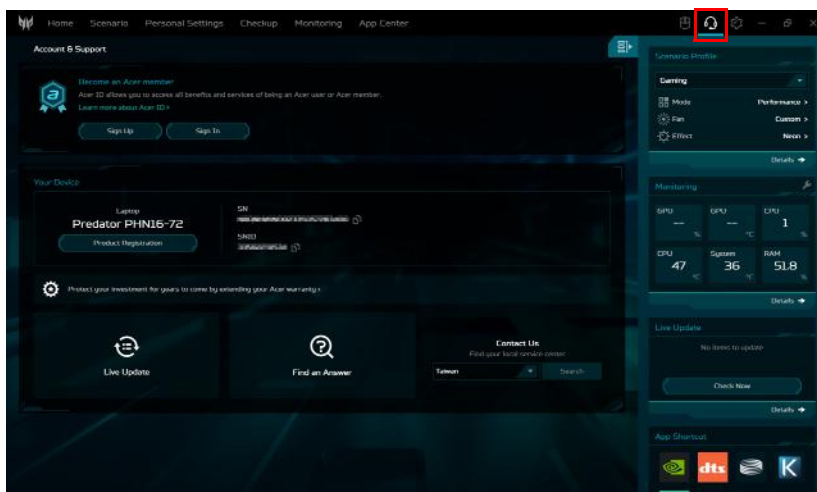 Home Scenario Personal Settings Checkup Monitoring App Center
Account & Support
Become an Acer member
Acer ID allows you to access all benefits and services of being an Acer user or Acer member.
Learn more about Acer ID >
Sign Up Sign In
Your Device
Laptop
Predator PHN16-72
Product Registration
SN
SNID
Protect your investment for years to come by extending your Acer warranty >
Live Update
Find an Answer
Contact Us
Find your local service center
Taiwan Search
Scenario Profile
Gaming
Mode Performance >
Fan Custom >
Effect Neon >
Details →
Monitoring
GPU GPU CPU
-- -- 1
% °C %
CPU System RAM
47 36 51.8
°C °C %
Details →
Live Update
No items to update
Check Now
Details →
App Shortcut
dts K